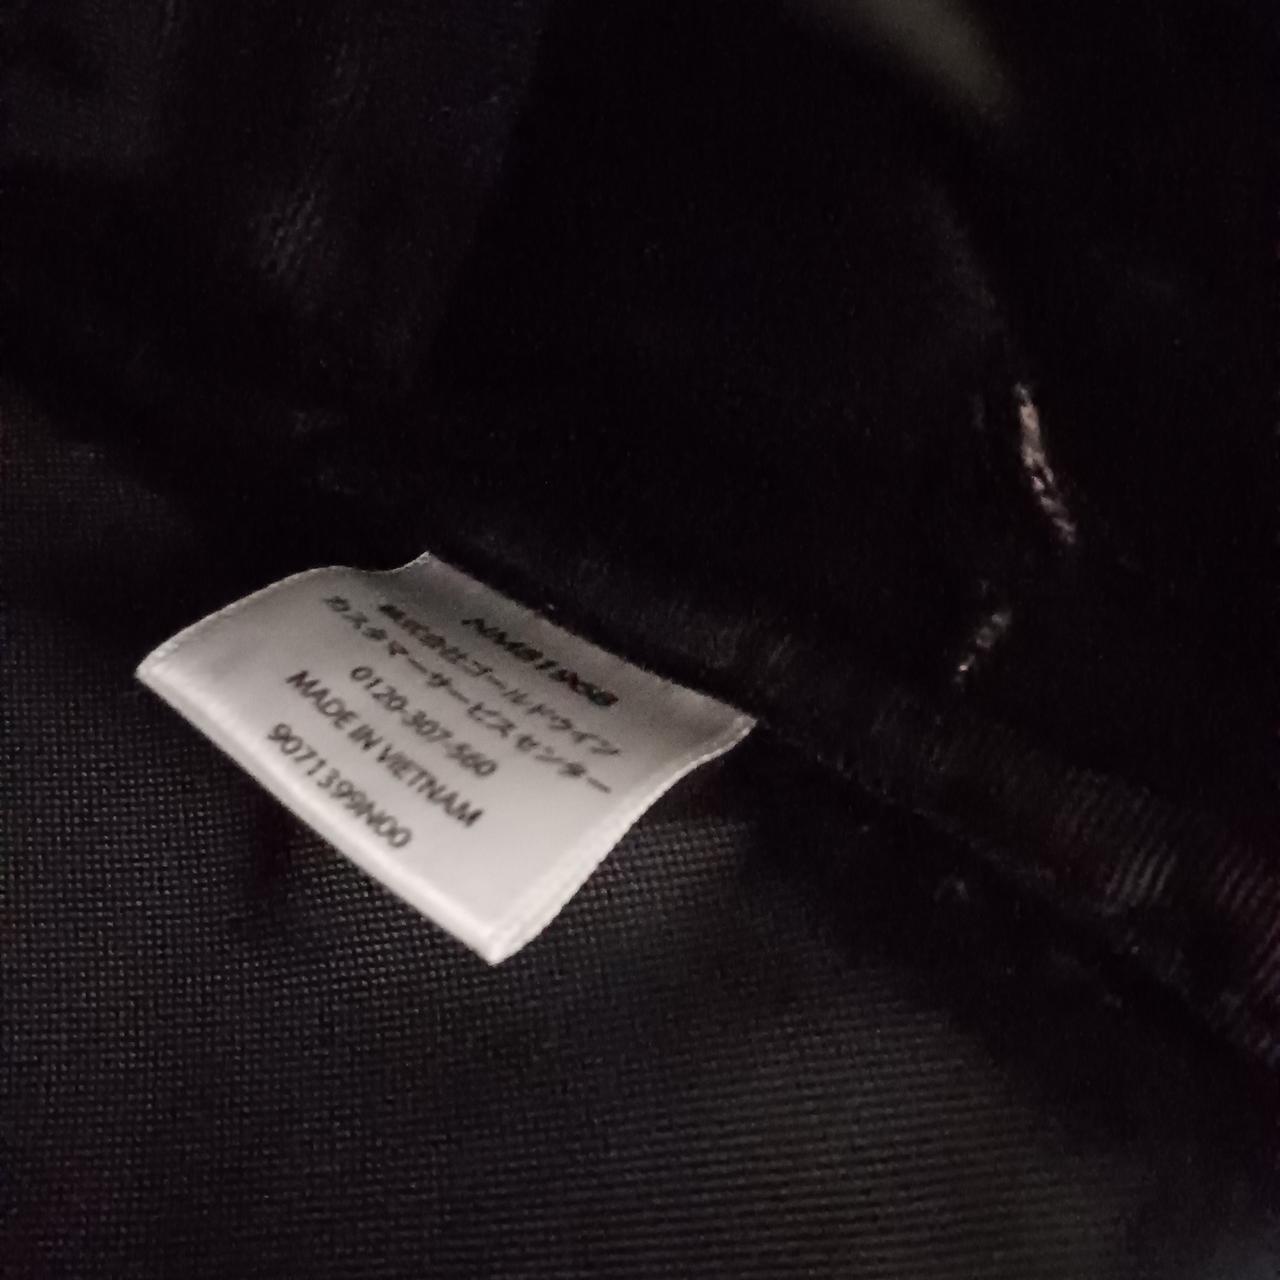 株式会社ゴールドウイン
カスタマーサービスセンター
0120-307-560
MADE IN VIETNAM
9071399N00